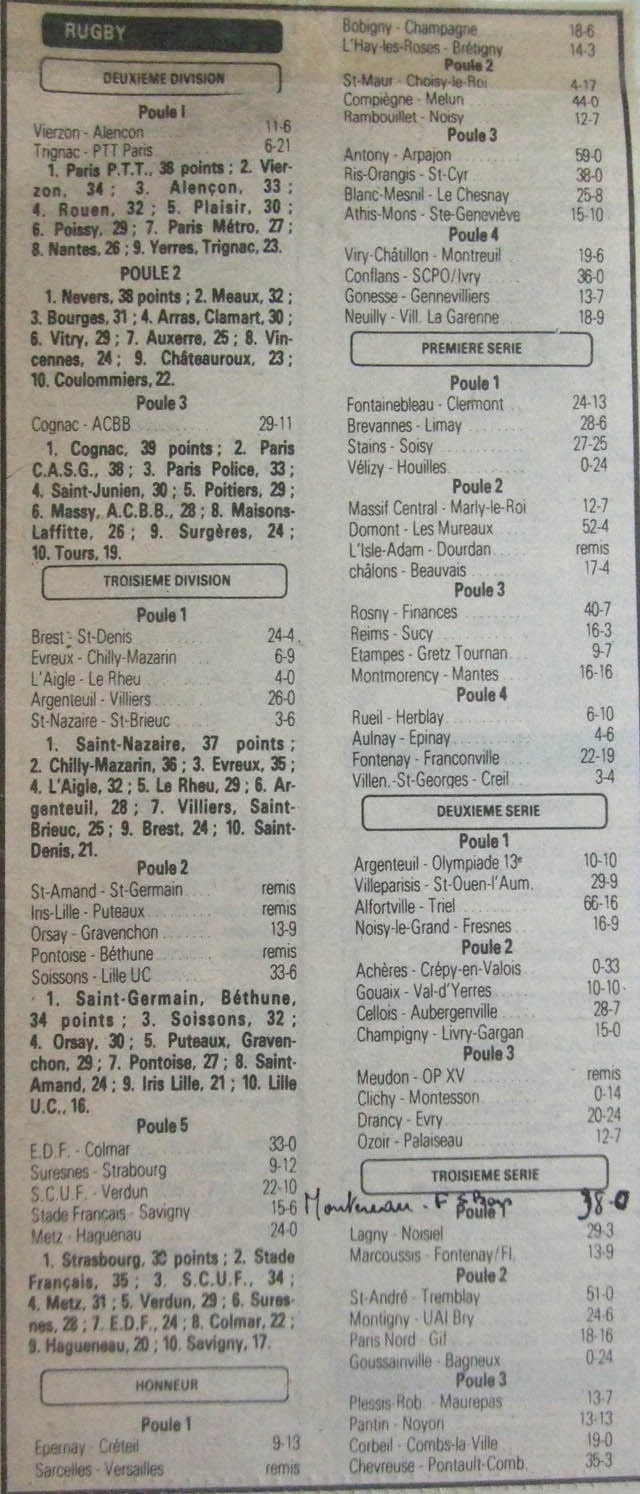 RUGBY
DEUXIEME DIVISION
Poule I
Vierzon - Alencon 11-6
Trignac - PTT Paris 6-21
1. Paris P.T.T., 36 points ; 2. Vier-
zon, 34 ; 3. Alençon, 33 ;
4. Rouen, 32 ; 5. Plaisir, 30 ;
6. Poissy, 29 ; 7. Paris Métro, 27 ;
8. Nantes, 26 ; 9. Yerres, Trignac, 23.
POULE 2
1. Nevers, 38 points ; 2. Meaux, 32 ;
3. Bourges, 31 ; 4. Arras, Clamart, 30 ;
6. Vitry, 29 ; 7. Auxerre, 25 ; 8. Vin-
cennes, 24 ; 9. Châteauroux, 23 ;
10. Coulommiers, 22.
Poule 3
Cognac - ACBB 29-11
1. Cognac, 39 points ; 2. Paris
C.A.S.G., 38 ; 3. Paris Police, 33 ;
4. Saint-Junien, 30 ; 5. Poitiers, 29 ;
6. Massy, A.C.B.B., 28 ; 8. Maisons-
Laffitte, 26 ; 9. Surgères, 24 ;
10. Tours, 19.
TROISIEME DIVISION
Poule 1
Brest - St-Denis 24-4
Evreux - Chilly-Mazarin 6-9
L'Aigle - Le Rheu 4-0
Argenteuil - Villiers 26-0
St-Nazaire - St-Brieuc 3-6
1. Saint-Nazaire, 37 points ;
2. Chilly-Mazarin, 36 ; 3. Evreux, 35 ;
4. L'Aigle, 32 ; 5. Le Rheu, 29 ; 6. Ar-
genteuil, 28 ; 7. Villiers, Saint-
Brieuc, 25 ; 9. Brest, 24 ; 10. Saint-
Denis, 21.
Poule 2
St-Amand - St-Germain remis
Iris-Lille - Puteaux remis
Orsay - Gravenchon 13-9
Pontoise - Béthune remis
Soissons - Lille UC 33-6
1. Saint-Germain, Béthune,
34 points ; 3. Soissons, 32 ;
4. Orsay, 30 ; 5. Puteaux, Graven-
chon, 29 ; 7. Pontoise, 27 ; 8. Saint-
Amand, 24 ; 9. Iris Lille, 21 ; 10. Lille
U.C., 16.
Poule 5
E.D.F. - Colmar 33-0
Suresnes - Strabourg 9-12
S.C.U.F. - Verdun 22-10
Stade Français - Savigny 15-6
Metz - Haguenau 24-0
1. Strasbourg, points ; 2. Stade
Français, 35 ; 3. S.C.U.F., 34 ;
4. Metz, 31 ; 5. Verdun, 29 ; 6. Sures-
nes, 28 ; 7. E.D.F., 24 ; 8. Colmar, 22 ;
9. Hagueneau, 20 ; 10. Savigny, 17.
HONNEUR
Poule 1
Epernay - Créteil 9-13
Sarcelles - Versailles remis
Bobigny - Champagne 18-6
L'Hay-les-Roses - Brétigny 14-3
Poule 2
St-Maur - Choisy-le-Roi 4-17
Compiègne - Melun 44-0
Rambouillet - Noisy 12-7
Poule 3
Antony - Arpajon 59-0
Ris-Orangis - St-Cyr 38-0
Blanc-Mesnil - Le Chesnay 25-8
Athis-Mons - Ste-Geneviève 15-10
Poule 4
Viry-Châtillon - Montreuil 19-6
Conflans - SCPO/Ivry 36-0
Gonesse - Gennevilliers 13-7
Neuilly - Vill. La Garenne 18-9
PREMIERE SERIE
Poule 1
Fontainebleau - Clermont 24-13
Brevannes - Limay 28-6
Stains - Soisy 27-25
Vélizy - Houilles 0-24
Poule 2
Massif Central - Marly-le-Roi 12-7
Domont - Les Mureaux 52-4
L'Isle-Adam - Dourdan remis
châlons - Beauvais 17-4
Poule 3
Rosny - Finances 40-7
Reims - Sucy 16-3
Etampes - Gretz Tournan 9-7
Montmorency - Mantes 16-16
Poule 4
Rueil - Herblay 6-10
Aulnay - Epinay 4-6
Fontenay - Franconville 22-19
Villen.-St-Georges - Creil 3-4
DEUXIEME SERIE
Poule 1
Argenteuil - Olympiade 13e 10-10
Villeparisis - St-Ouen-l'Aum. 29-9
Alfortville - Triel 66-16
Noisy-le-Grand - Fresnes 16-9
Poule 2
Achères - Crépy-en-Valois 0-33
Gouaix - Val-d'Yerres 10-10
Cellois - Aubergenville 28-7
Champigny - Livry-Gargan 15-0
Poule 3
Meudon - OP XV remis
Clichy - Montesson 0-14
Drancy - Evry 20-24
Ozoir - Palaiseau 12-7
TROISIEME SERIE
Montereau - 38-0
Poule 1
Lagny - Noisiel 29-3
Marcoussis - Fontenay/Fl. 13-9
Poule 2
St-André - Tremblay 51-0
Montigny - UAI Bry 24-6
Paris Nord - Gif 18-16
Goussainville - Bagneux 0-24
Poule 3
Plessis-Rob. - Maurepas 13-7
Pantin - Noyon 13-13
Corbeil - Combs-la-Ville 19-0
Chevreuse - Pontault-Comb. 35-3